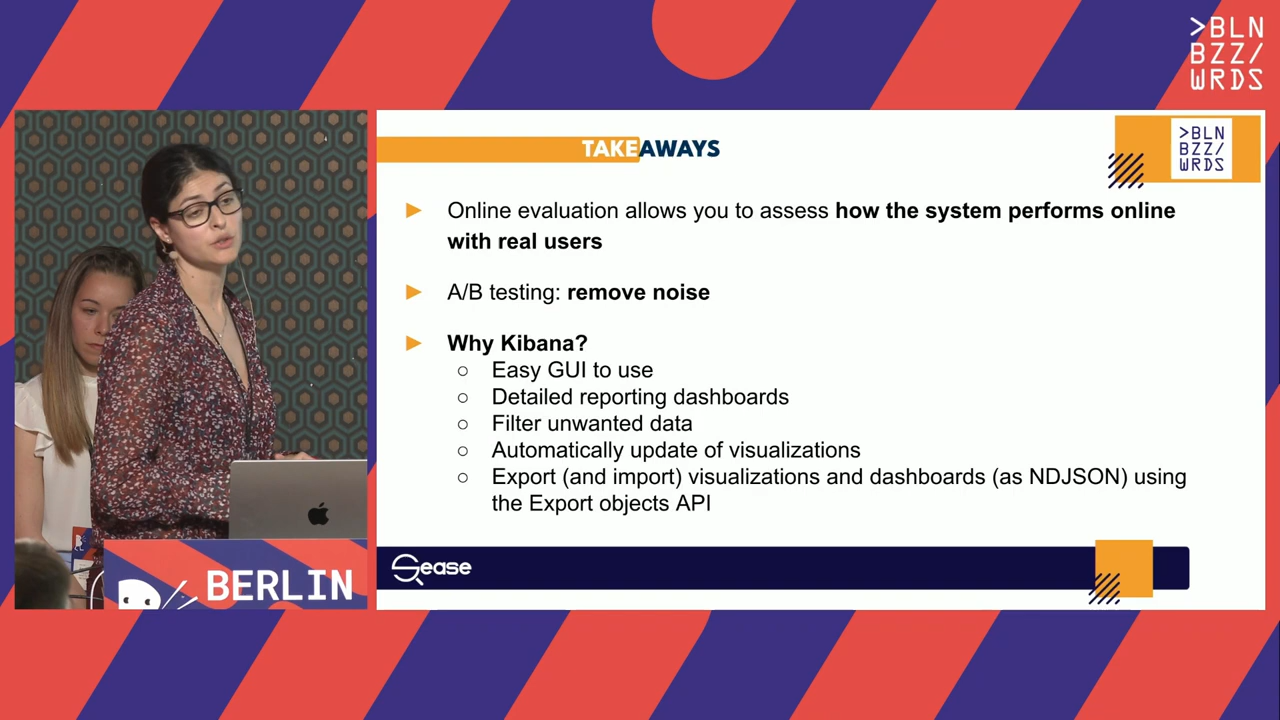 >BLN
BZZ/
WRDS
TAKEAWAYS
>BLN
BZZ/
WRDS
► Online evaluation allows you to assess how the system performs online
with real users
► A/B testing: remove noise
► Why Kibana?
○ Easy GUI to use
○ Detailed reporting dashboards
○ Filter unwanted data
○ Automatically update of visualizations
○ Export (and import) visualizations and dashboards (as NDJSON) using
the Export objects API
BERLIN
Sease